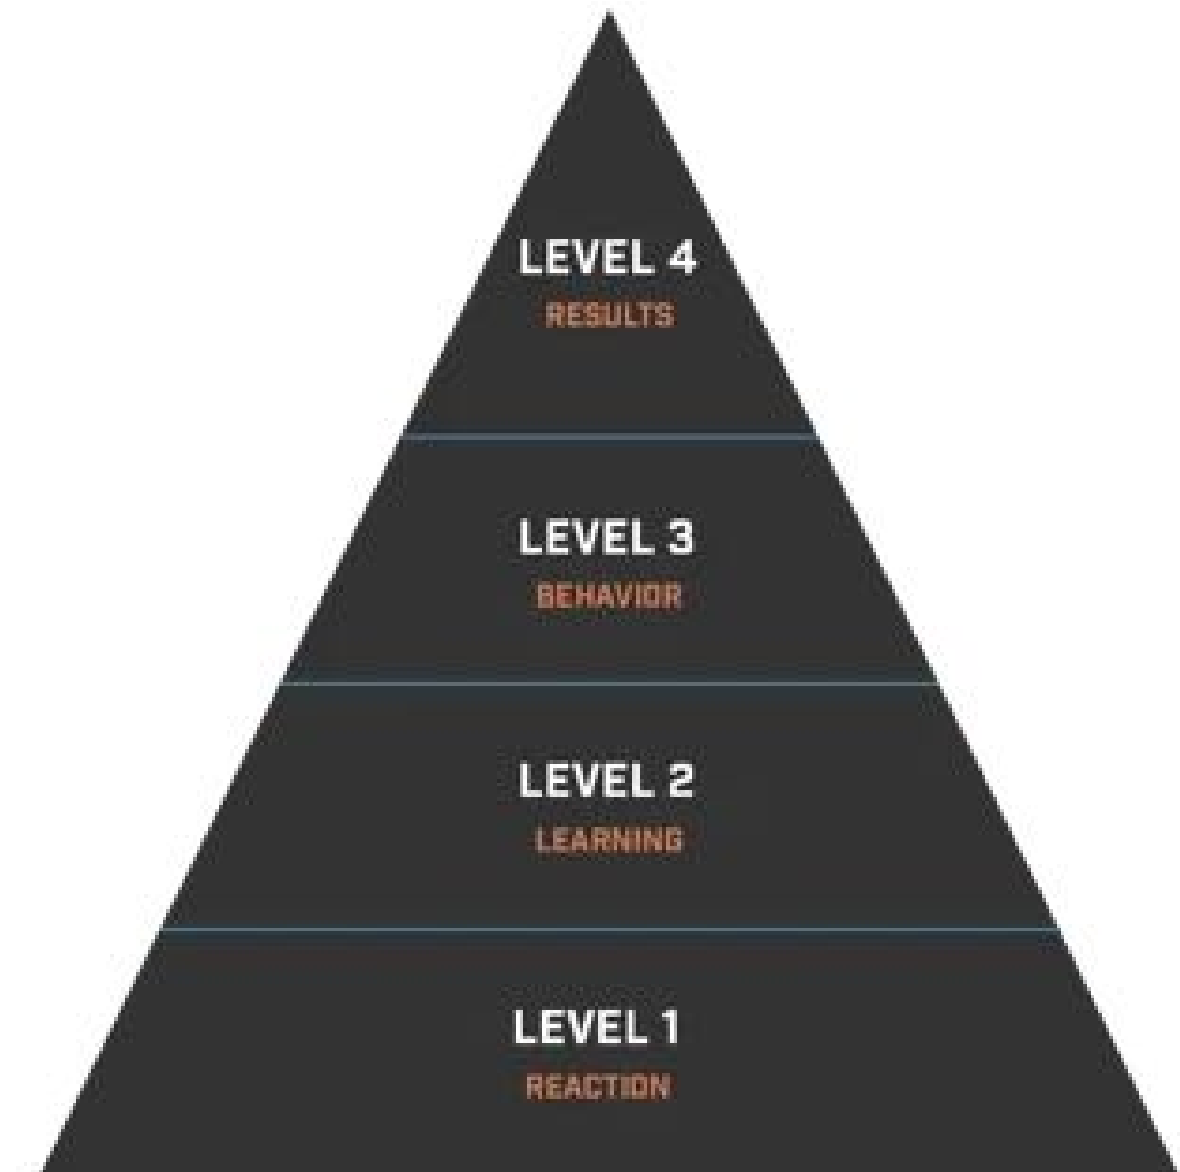 LEVEL 4
RESULTS
LEVEL 3
BEHAVIOR
LEVEL 2
LEARNING
LEVEL 1
REACTION